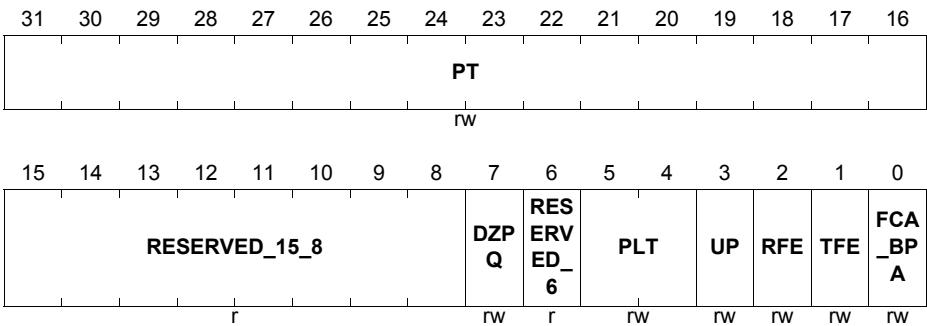 31 30 29 28 27 26 25 24 23 22 21 20 19 18 17 16
PT
rw
15 14 13 12 11 10 9 8 7 6 5 4 3 2 1 0
RESERVED_15_8 DZP Q RES ERV ED_ 6 PLT UP RFE TFE FCA _BP A
r rw r rw rw rw rw rw